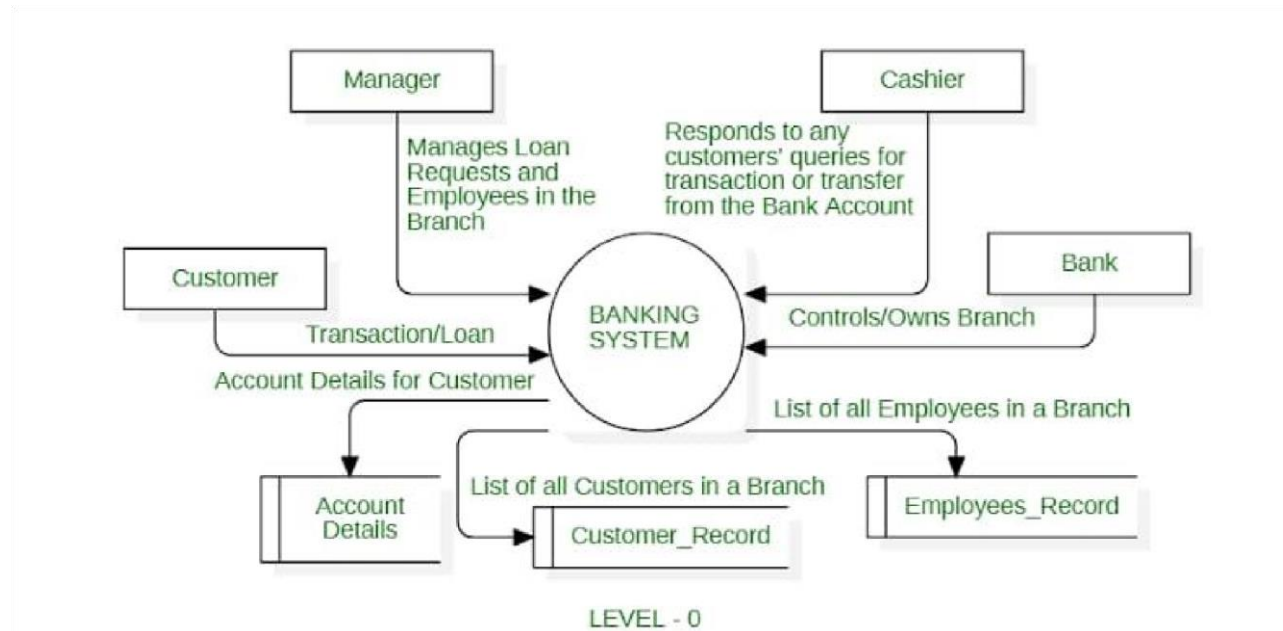 Manager
Cashier
Manages Loan
Requests and
Employees in the
Branch
Responds to any
customers' queries for
transaction or transfer
from the Bank Account
Customer
Bank
BANKING
SYSTEM
Transaction/Loan
Controls/Owns Branch
Account Details for Customer
List of all Employees in a Branch
Account
Details
List of all Customers in a Branch
Customer_Record
Employees_Record
LEVEL - 0